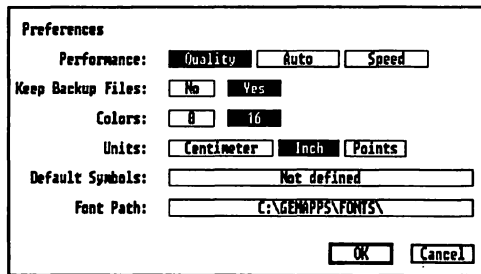 Preferences
Performance: Quality Auto Speed
Keep Backup Files: No Yes
Colors: 8 16
Units: Centimeter Inch Points
Default Symbols: Not defined
Font Path: C:\GEMAPPS\FONTS\
OK Cancel